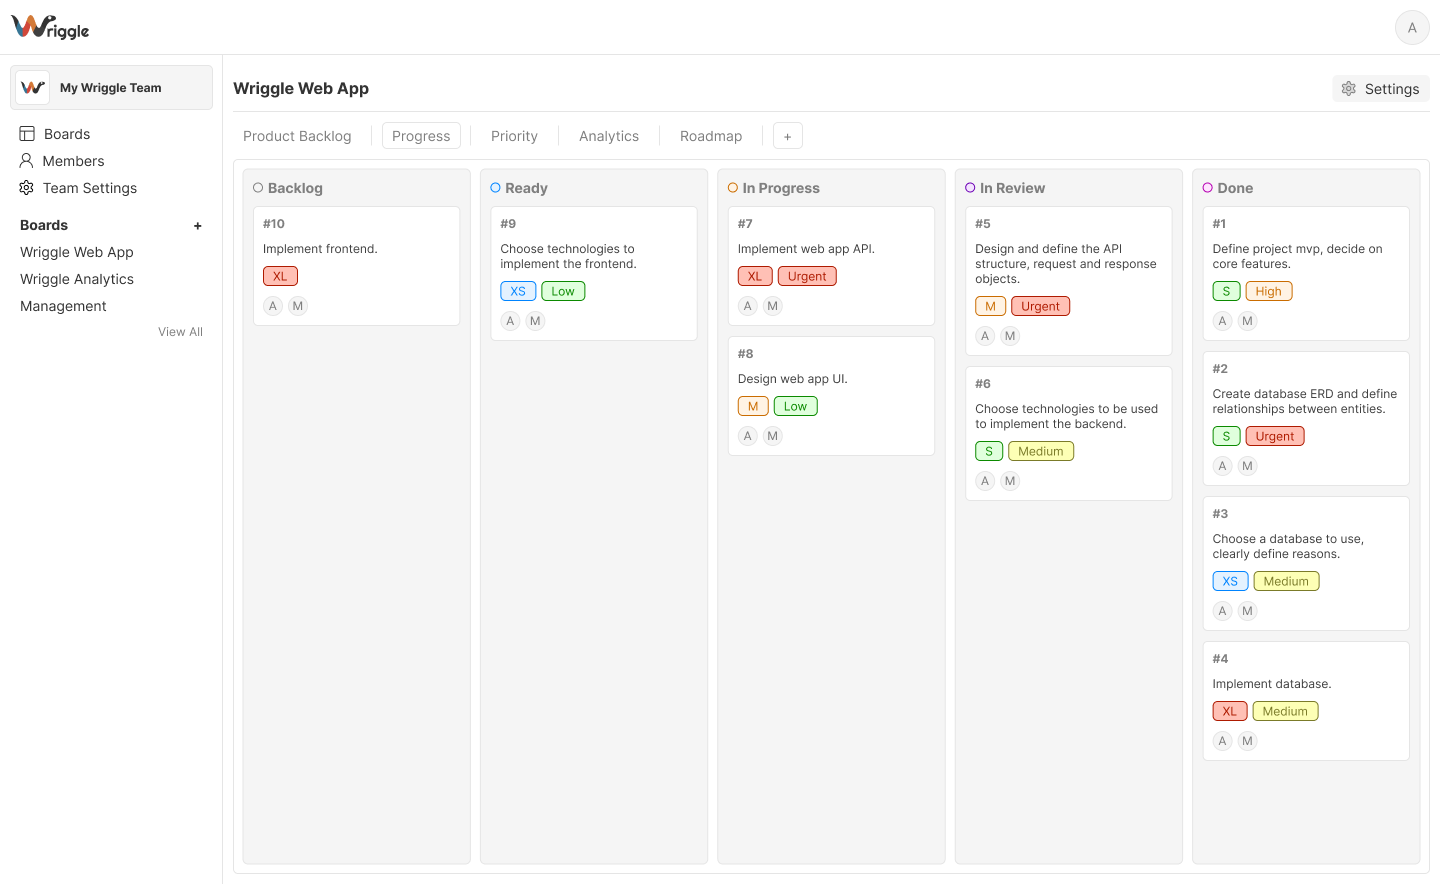 Wriggle
A
My Wriggle Team
Boards
Members
Team Settings
Boards +
Wriggle Web App
Wriggle Analytics
Management
View All
Wriggle Web App
Settings
Product Backlog
Progress
Priority
Analytics
Roadmap
+
Backlog
#10
Implement frontend.
XL
A M
Ready
#9
Choose technologies to
implement the frontend.
XS Low
A M
In Progress
#7
Implement web app API.
XL Urgent
A M
#8
Design web app UI.
M Low
A M
In Review
#5
Design and define the API
structure, request and response
objects.
M Urgent
A M
#6
Choose technologies to be used
to implement the backend.
S Medium
A M
Done
#1
Define project mvp, decide on
core features.
S High
A M
#2
Create database ERD and define
relationships between entities.
S Urgent
A M
#3
Choose a database to use,
clearly define reasons.
XS Medium
A M
#4
Implement database.
XL Medium
A M